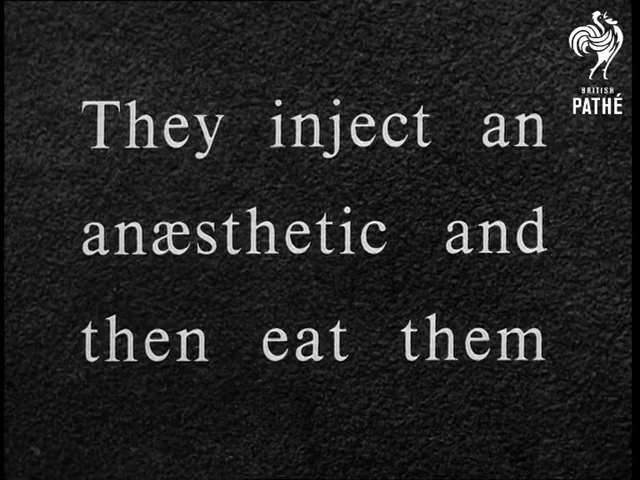 They inject an
anæsthetic and
then eat them
BRITISH
PATHÉ